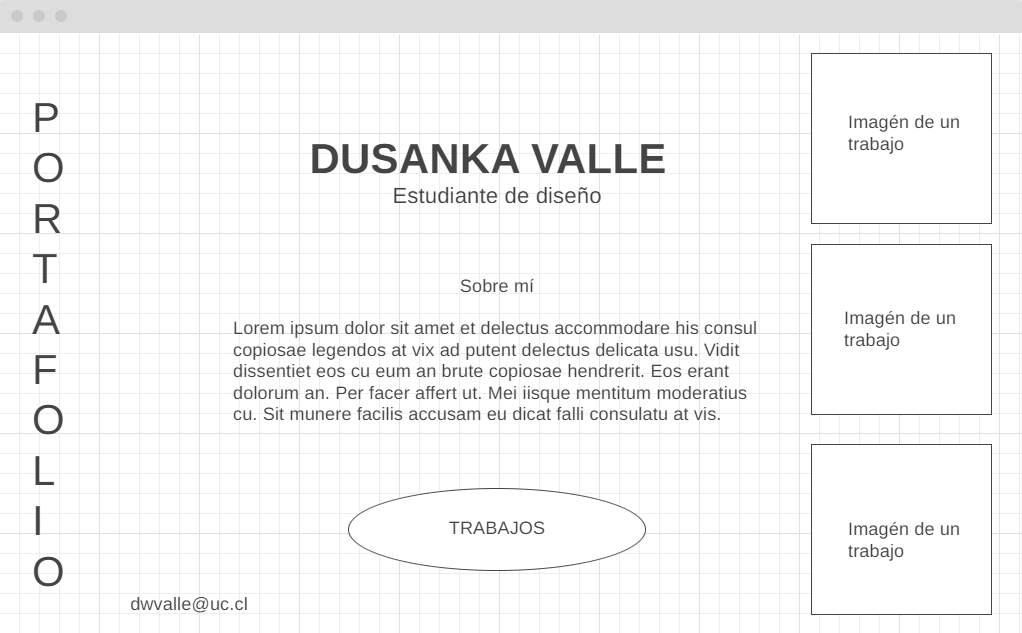 PORTAFOLIO
DUSANKA VALLE
Estudiante de diseño
Sobre mí
Lorem ipsum dolor sit amet et delectus accommodare his consul
copiosae legendos at vix ad putent delectus delicata usu. Vidit
dissentiet eos cu eum an brute copiosae hendrerit. Eos erant
dolorum an. Per facer affert ut. Mei iisque mentitum moderatius
cu. Sit munere facilis accusam eu dicat falli consulatu at vis.
TRABAJOS
dwvalle@uc.cl
Imagén de un
trabajo
Imagén de un
trabajo
Imagén de un
trabajo